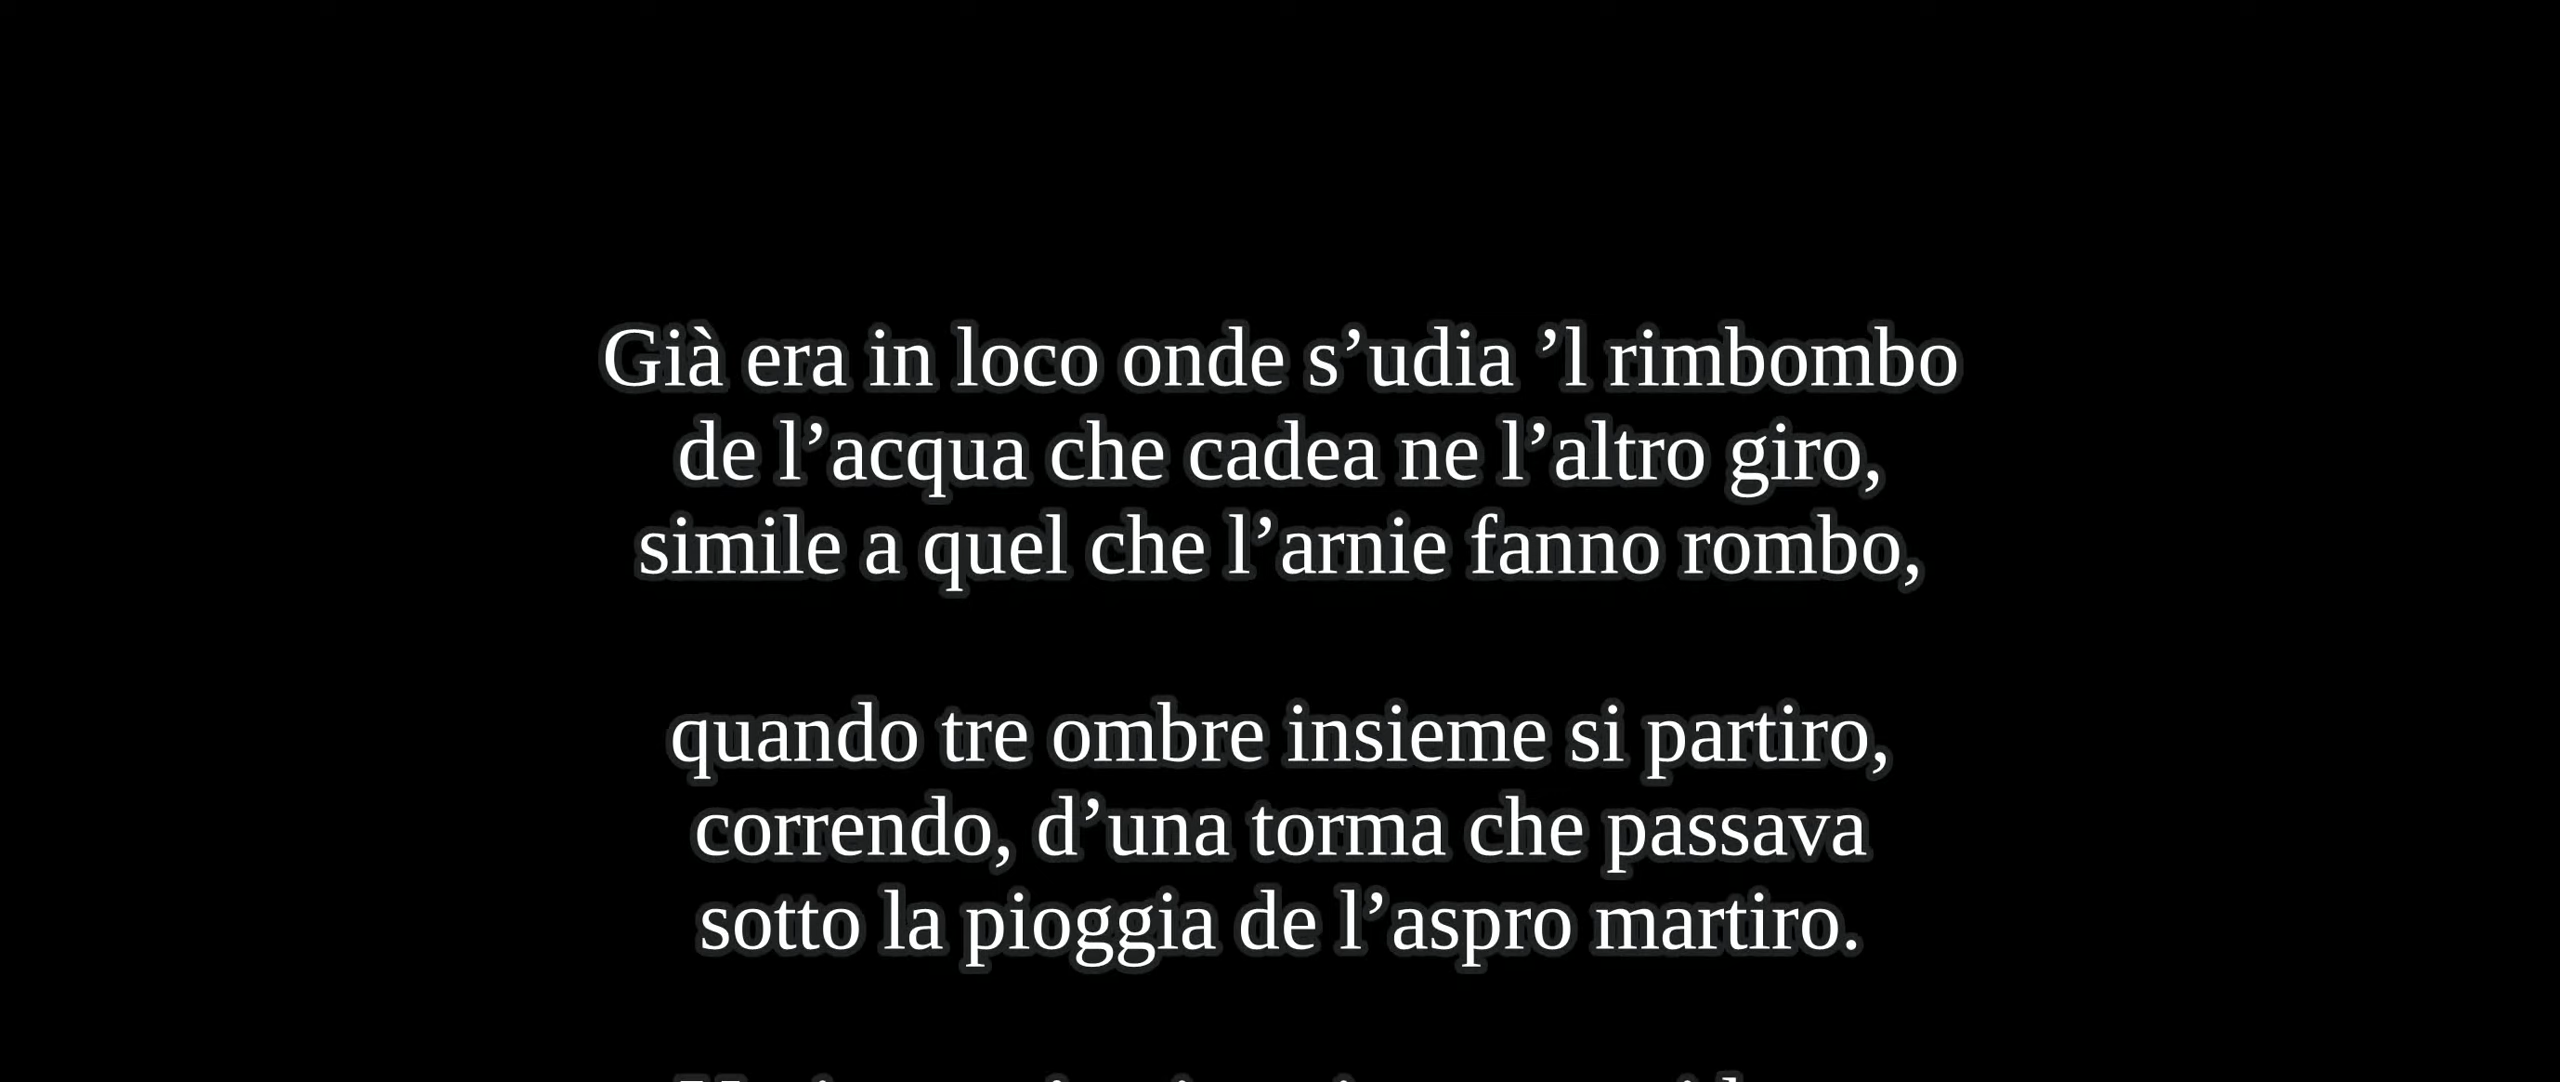 Già era in loco onde s’udia ’l rimbombo
de l’acqua che cadea ne l’altro giro,
simile a quel che l’arnie fanno rombo,
quando tre ombre insieme si partiro,
correndo, d’una torma che passava
sotto la pioggia de l’aspro martiro.